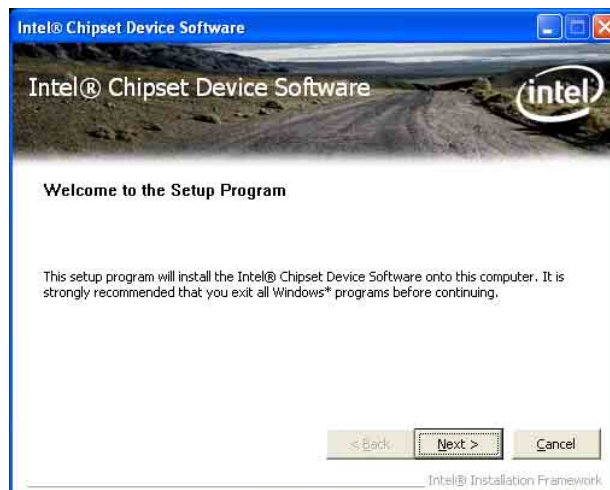 Intel® Chipset Device Software
Intel® Chipset Device Software
intel
Welcome to the Setup Program
This setup program will install the Intel® Chipset Device Software onto this computer. It is
strongly recommended that you exit all Windows* programs before continuing.
< Back
Next >
Cancel
Intel® Installation Framework